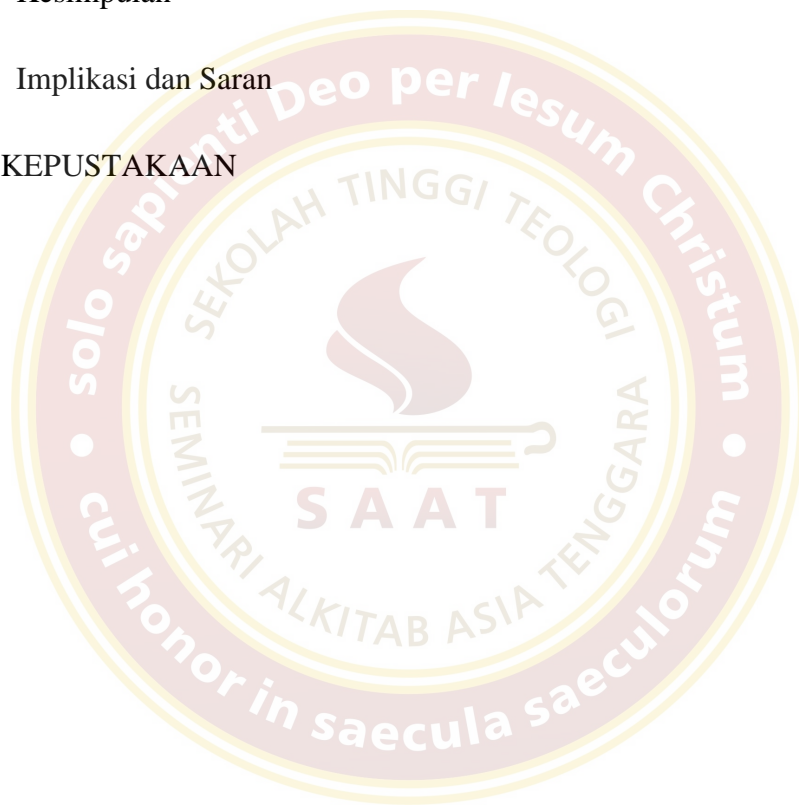 Kesimpulan
Implikasi dan Saran
KEPUSTAKAAN
solo sapienti Deo per Iesum Christum
cui honor in saecula saeculorum
SEKOLAH TINGGI TEOLOGI
SEMINARI ALKITAB ASIA TENGGARA
SAAT